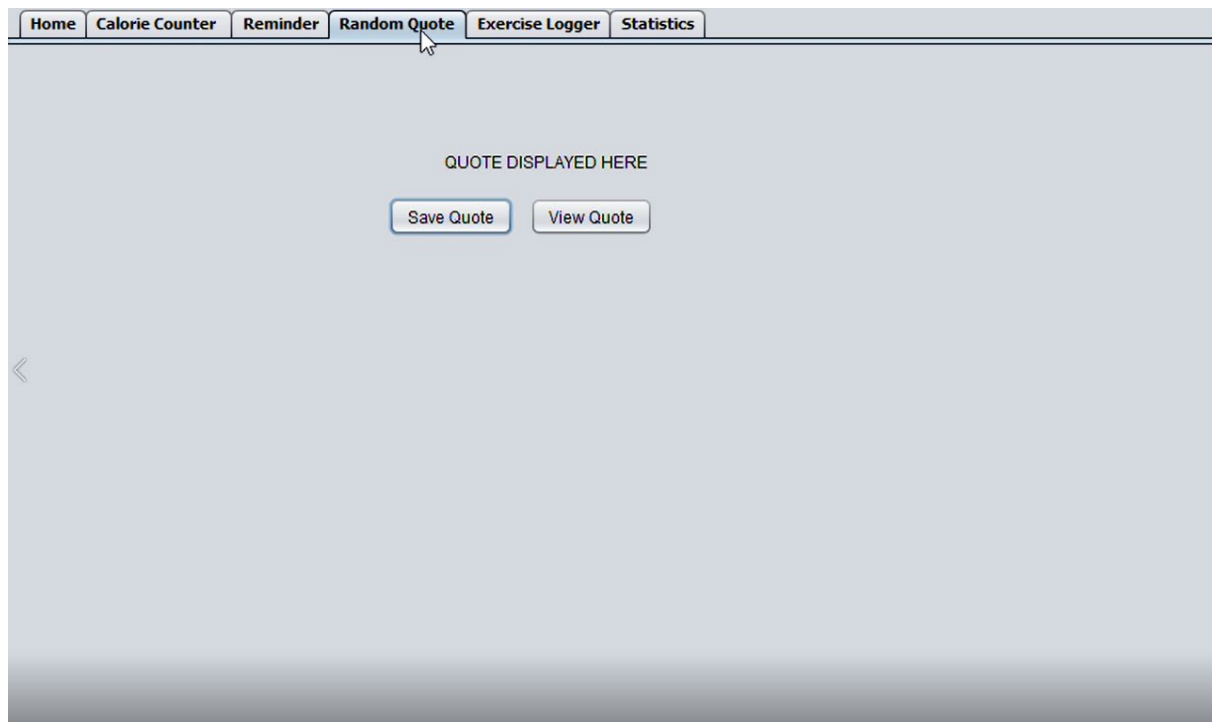 Home Calorie Counter Reminder Random Quote Exercise Logger Statistics
QUOTE DISPLAYED HERE
Save Quote View Quote